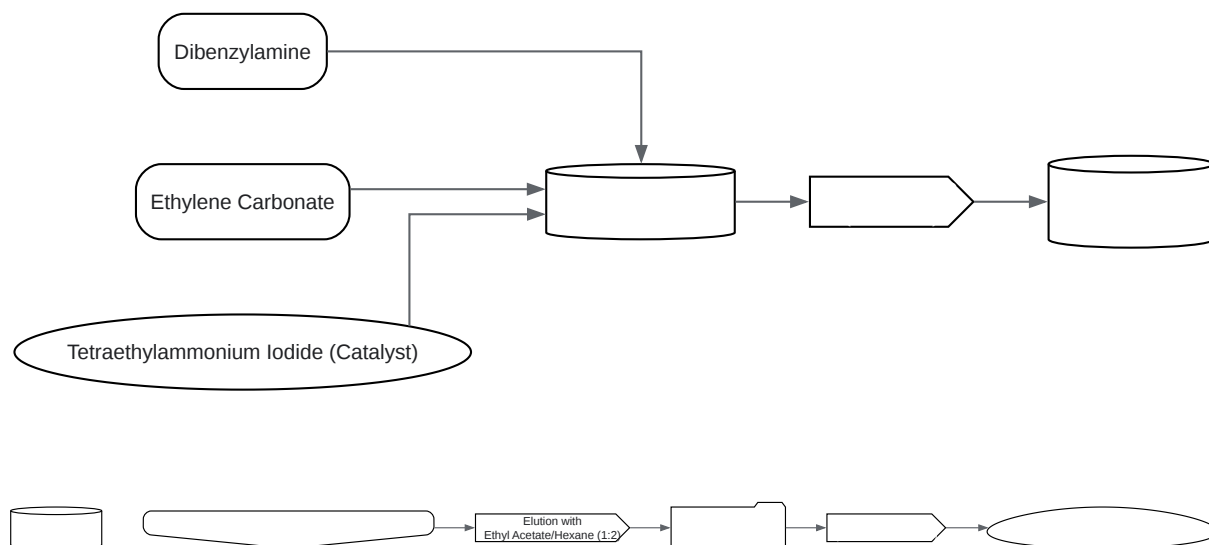 Dibenzylamine
Ethylene Carbonate
Tetraethylammonium Iodide (Catalyst)
Elution with
Ethyl Acetate/Hexane (1:2)